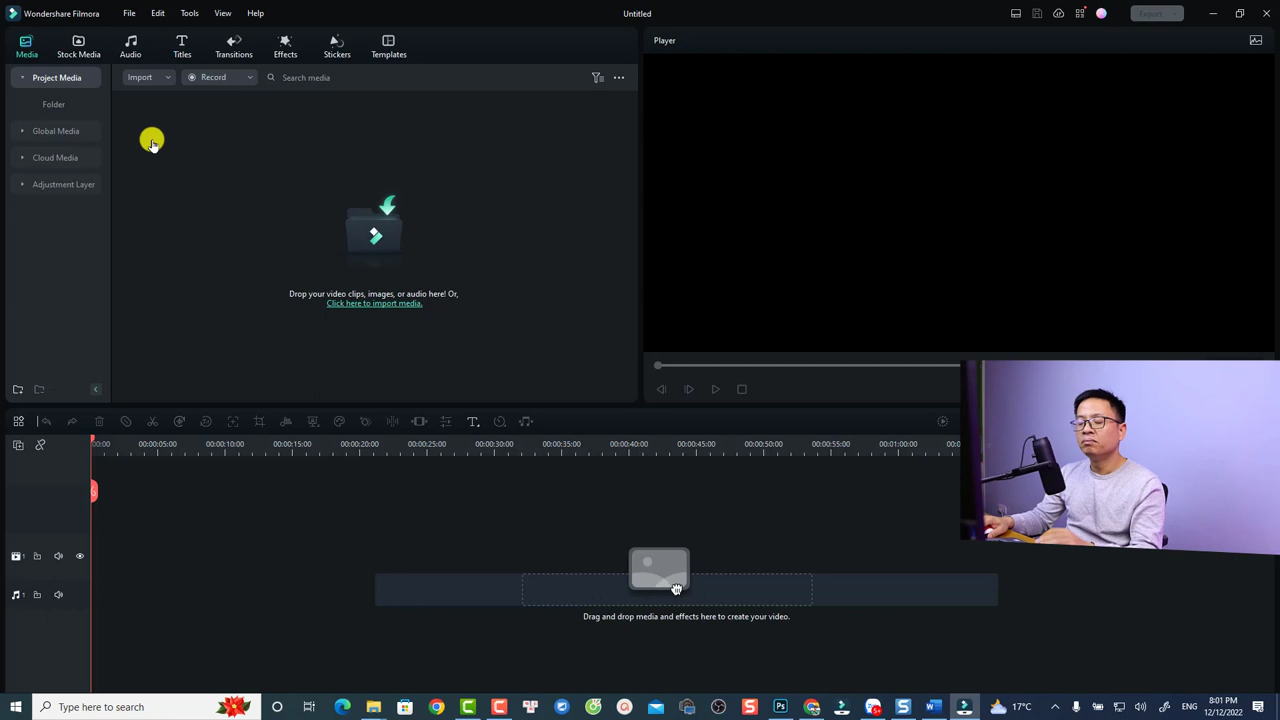 Wondershare Filmora File Edit Tools View Help Untitled Export
Media Stock Media Audio Titles Transitions Effects Stickers Templates
Player
Project Media
Import Record Search media
Folder
Global Media
Cloud Media
Adjustment Layer
Drop your video clips, images, or audio here! Or,
Click here to import media.
00:00 00:00:05:00 00:00:10:00 00:00:15:00 00:00:20:00 00:00:25:00 00:00:30:00 00:00:35:00 00:00:40:00 00:00:45:00 00:00:50:00 00:00:55:00 00:01:00:00
1
1
Drag and drop media and effects here to create your video.
Type here to search
17°C ENG 8:01 PM
12/12/2022